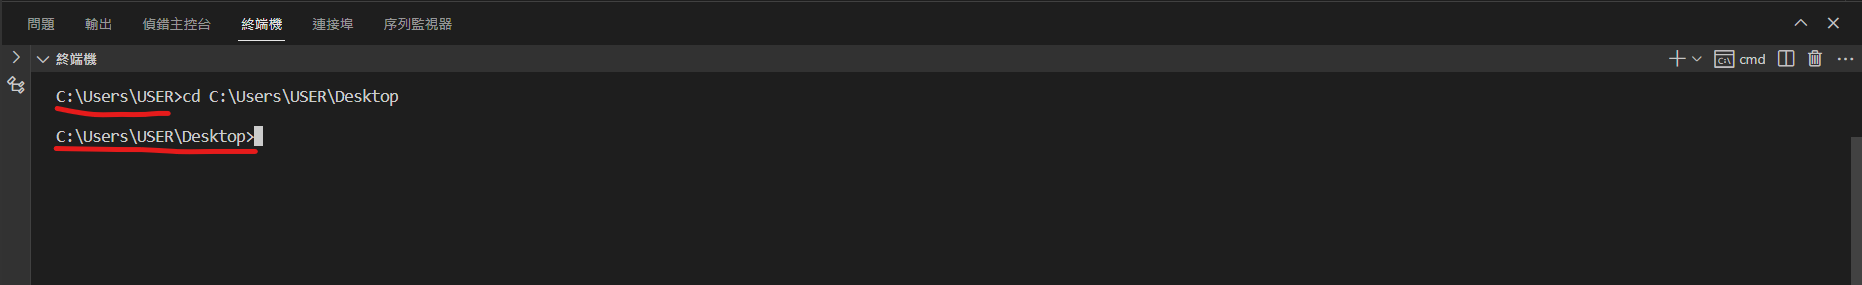 問題 輸出 偵錯主控台 終端機 連接埠 序列監視器
終端機 cmd
C:\Users\USER>cd C:\Users\USER\Desktop
C:\Users\USER\Desktop>